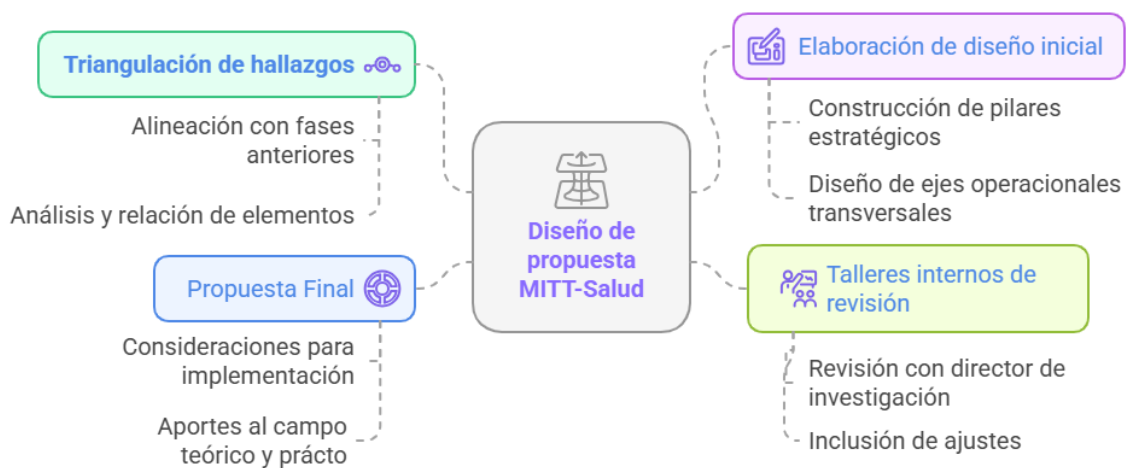 Triangulación de hallazgos
Alineación con fases
anteriores
Análisis y relación de elementos
Propuesta Final
Consideraciones para
implementación
Aportes al campo
teórico y prácto
Diseño de
propuesta
MITT-Salud
Elaboración de diseño inicial
Construcción de pilares
estratégicos
Diseño de ejes operacionales
transversales
Talleres internos de
revisión
Revisión con director de
investigación
Inclusión de ajustes